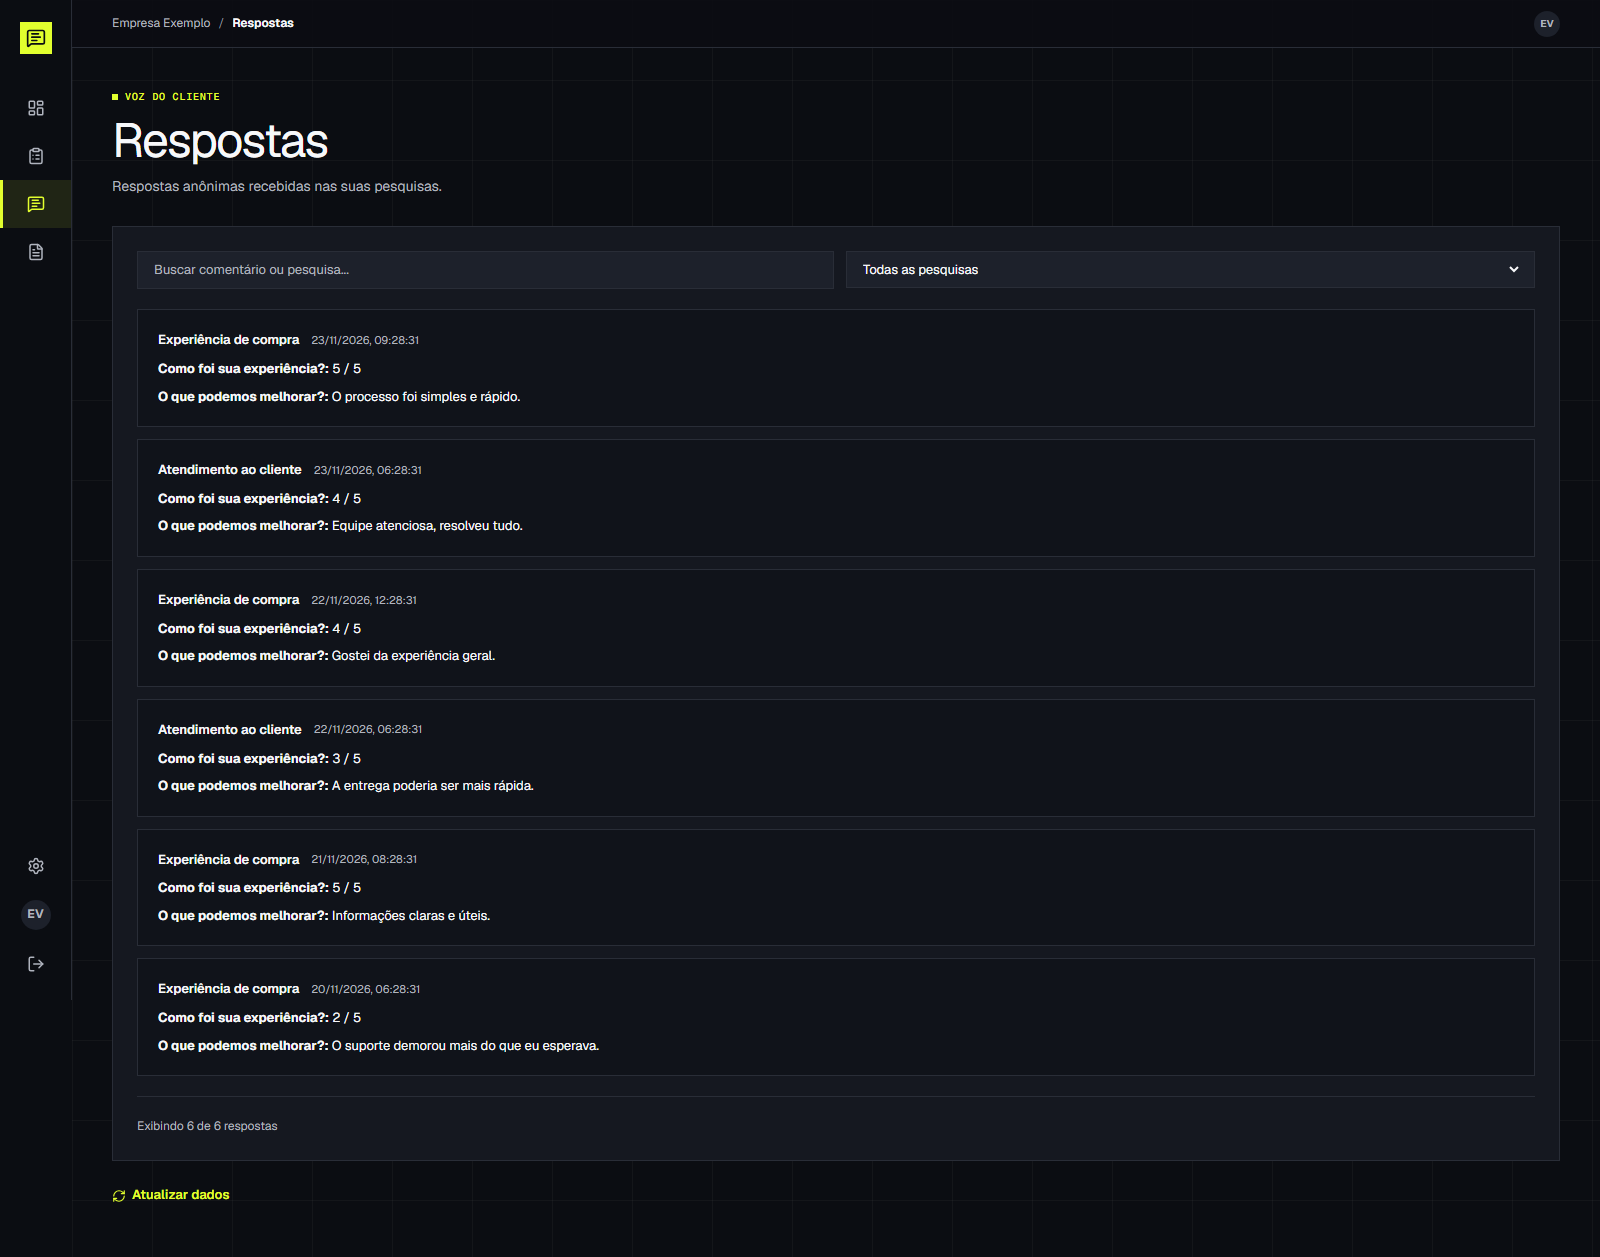 Empresa Exemplo / Respostas
EV
VOZ DO CLIENTE
Respostas
Respostas anônimas recebidas nas suas pesquisas.
Buscar comentário ou pesquisa...
Todas as pesquisas
Experiência de compra 23/11/2026, 09:28:31
Como foi sua experiência?: 5 / 5
O que podemos melhorar?: O processo foi simples e rápido.
Atendimento ao cliente 23/11/2026, 06:28:31
Como foi sua experiência?: 4 / 5
O que podemos melhorar?: Equipe atenciosa, resolveu tudo.
Experiência de compra 22/11/2026, 12:28:31
Como foi sua experiência?: 4 / 5
O que podemos melhorar?: Gostei da experiência geral.
Atendimento ao cliente 22/11/2026, 06:28:31
Como foi sua experiência?: 3 / 5
O que podemos melhorar?: A entrega poderia ser mais rápida.
Experiência de compra 21/11/2026, 08:28:31
Como foi sua experiência?: 5 / 5
O que podemos melhorar?: Informações claras e úteis.
EV
Experiência de compra 20/11/2026, 06:28:31
Como foi sua experiência?: 2 / 5
O que podemos melhorar?: O suporte demorou mais do que eu esperava.
Exibindo 6 de 6 respostas
Atualizar dados